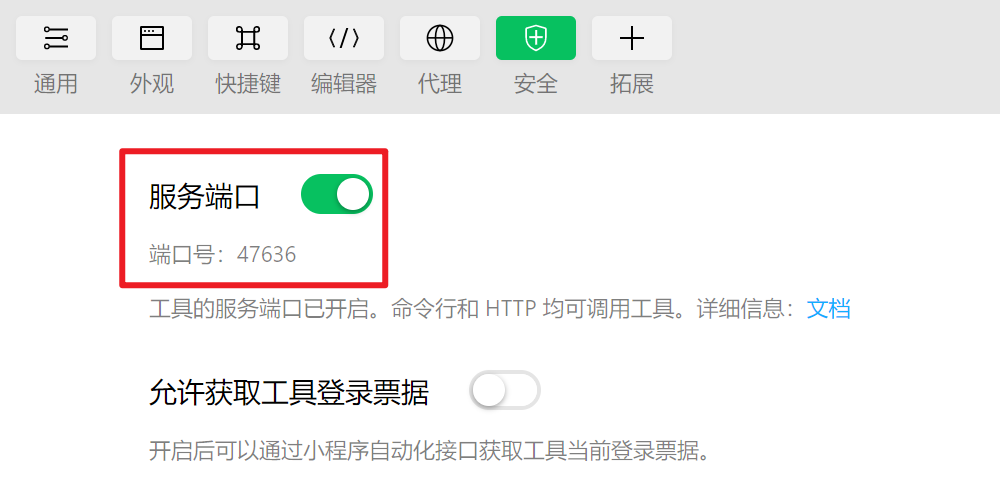 通用 外观 快捷键 编辑器 代理 安全 拓展
服务端口
端口号：47636
工具的服务端口已开启。命令行和 HTTP 均可调用工具。详细信息：文档
允许获取工具登录票据
开启后可以通过小程序自动化接口获取工具当前登录票据。